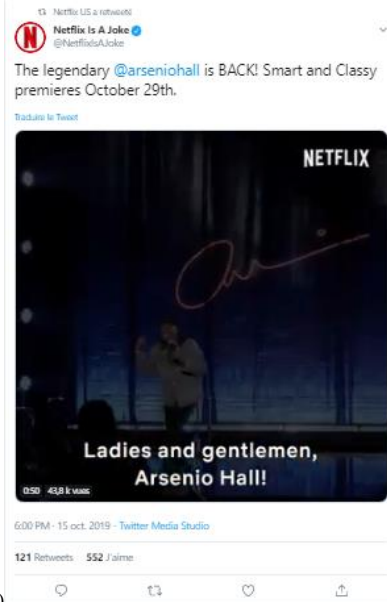 Netflix US a retweeté
Netflix Is A Joke
@NetflixIsAJoke
The legendary @arseniohall is BACK! Smart and Classy
premieres October 29th.
Traduire le Tweet
NETFLIX
Ladies and gentlemen,
Arsenio Hall!
0:50 43,8 k vues
6:00 PM · 15 oct. 2019 · Twitter Media Studio
121 Retweets 552 J'aime